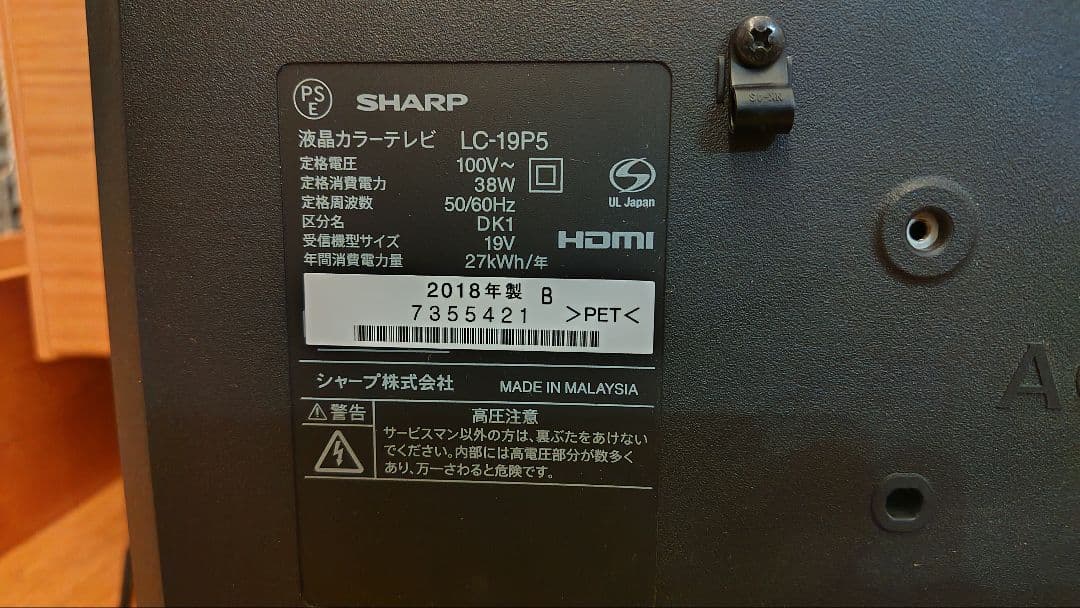 PSE SHARP
液晶カラーテレビ LC-19P5
定格電圧 100V～
定格消費電力 38W
定格周波数 50/60Hz
区分名 DK1
受信機型サイズ 19V
年間消費電力量 27kWh/年
UL Japan
HDMI
2018年製 B
7355421 >PET<
シャープ株式会社 MADE IN MALAYSIA
警告
高圧注意
サービスマン以外の方は、裏ぶたをあけない
でください。内部には高電圧部分が数多く
あり、万一さわると危険です。